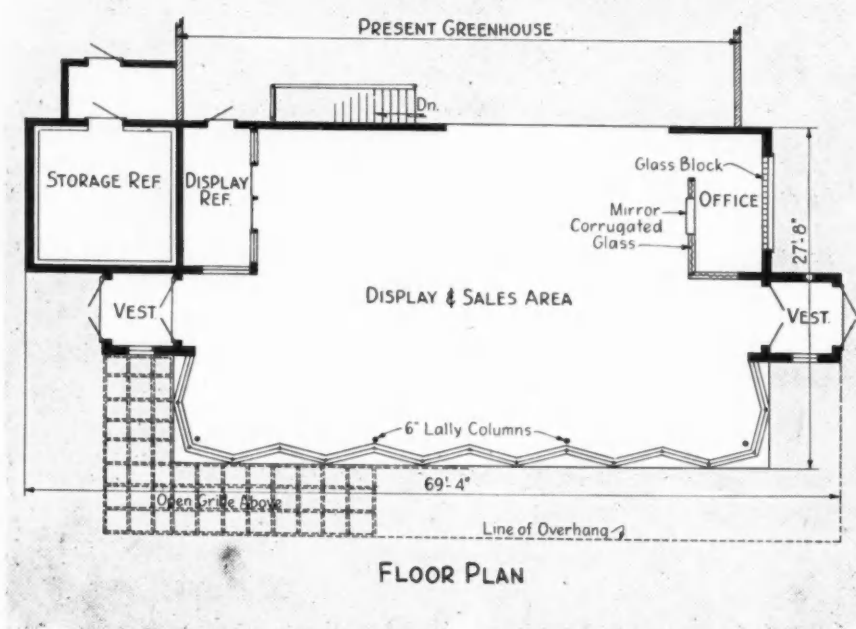 PRESENT GREENHOUSE
Dn.
STORAGE REF.
DISPLAY
REF.
Glass Block
OFFICE
Mirror
Corrugated
Glass
27'-8"
DISPLAY & SALES AREA
VEST.
VEST.
6" Lally Columns
69'-4"
Open Grille Above
Line of Overhang
FLOOR PLAN